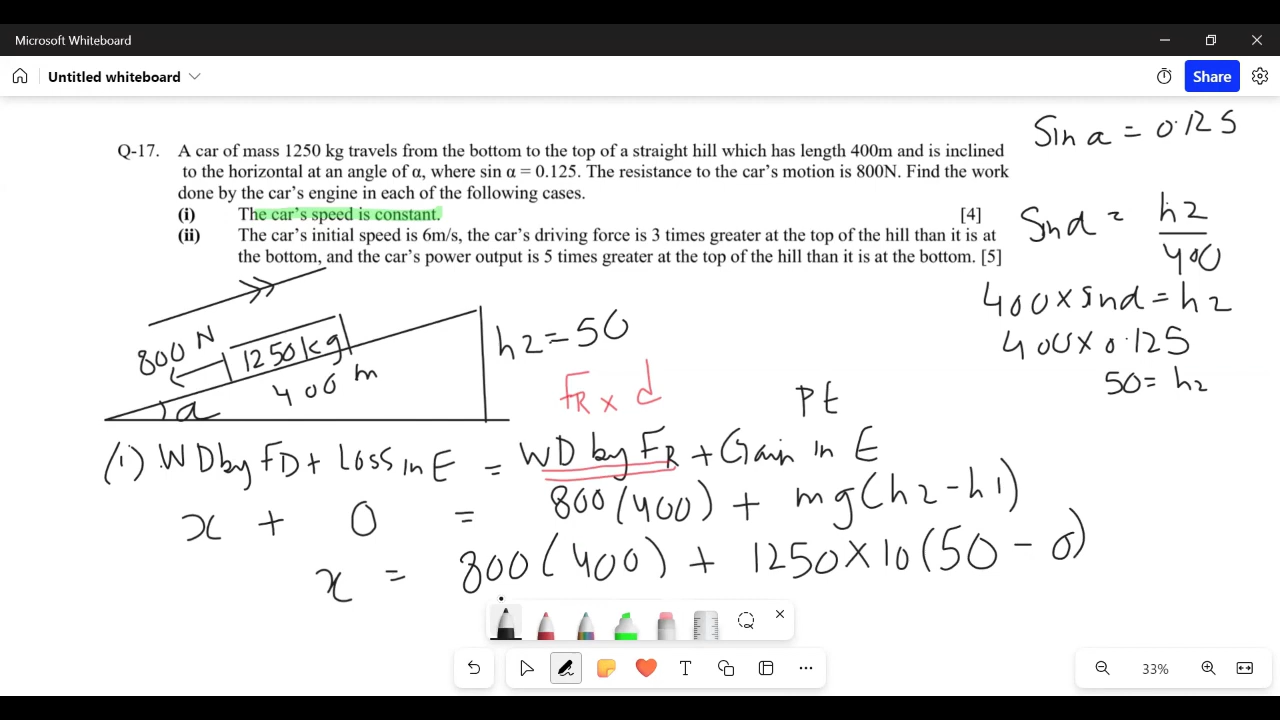 Microsoft Whiteboard
Untitled whiteboard
Share
Q-17. A car of mass 1250 kg travels from the bottom to the top of a straight hill which has length 400m and is inclined
to the horizontal at an angle of α, where sin α = 0.125. The resistance to the car's motion is 800N. Find the work
done by the car's engine in each of the following cases.
(i) The car's speed is constant. [4]
(ii) The car's initial speed is 6m/s, the car's driving force is 3 times greater at the top of the hill than it is at
the bottom, and the car's power output is 5 times greater at the top of the hill than it is at the bottom. [5]
Sin α = 0.125
Sin α = h2/400
400 x sin α = h2
400 x 0.125
50 = h2
800 N
1250 kg
400 m
α
h2 = 50
FR x d
PE
(i) WD by FD + Loss in E = WD by FR + Gain in E
x + 0 = 800(400) + mg(h2 - h1)
x = 800(400) + 1250 x 10 (50 - 0)
33%